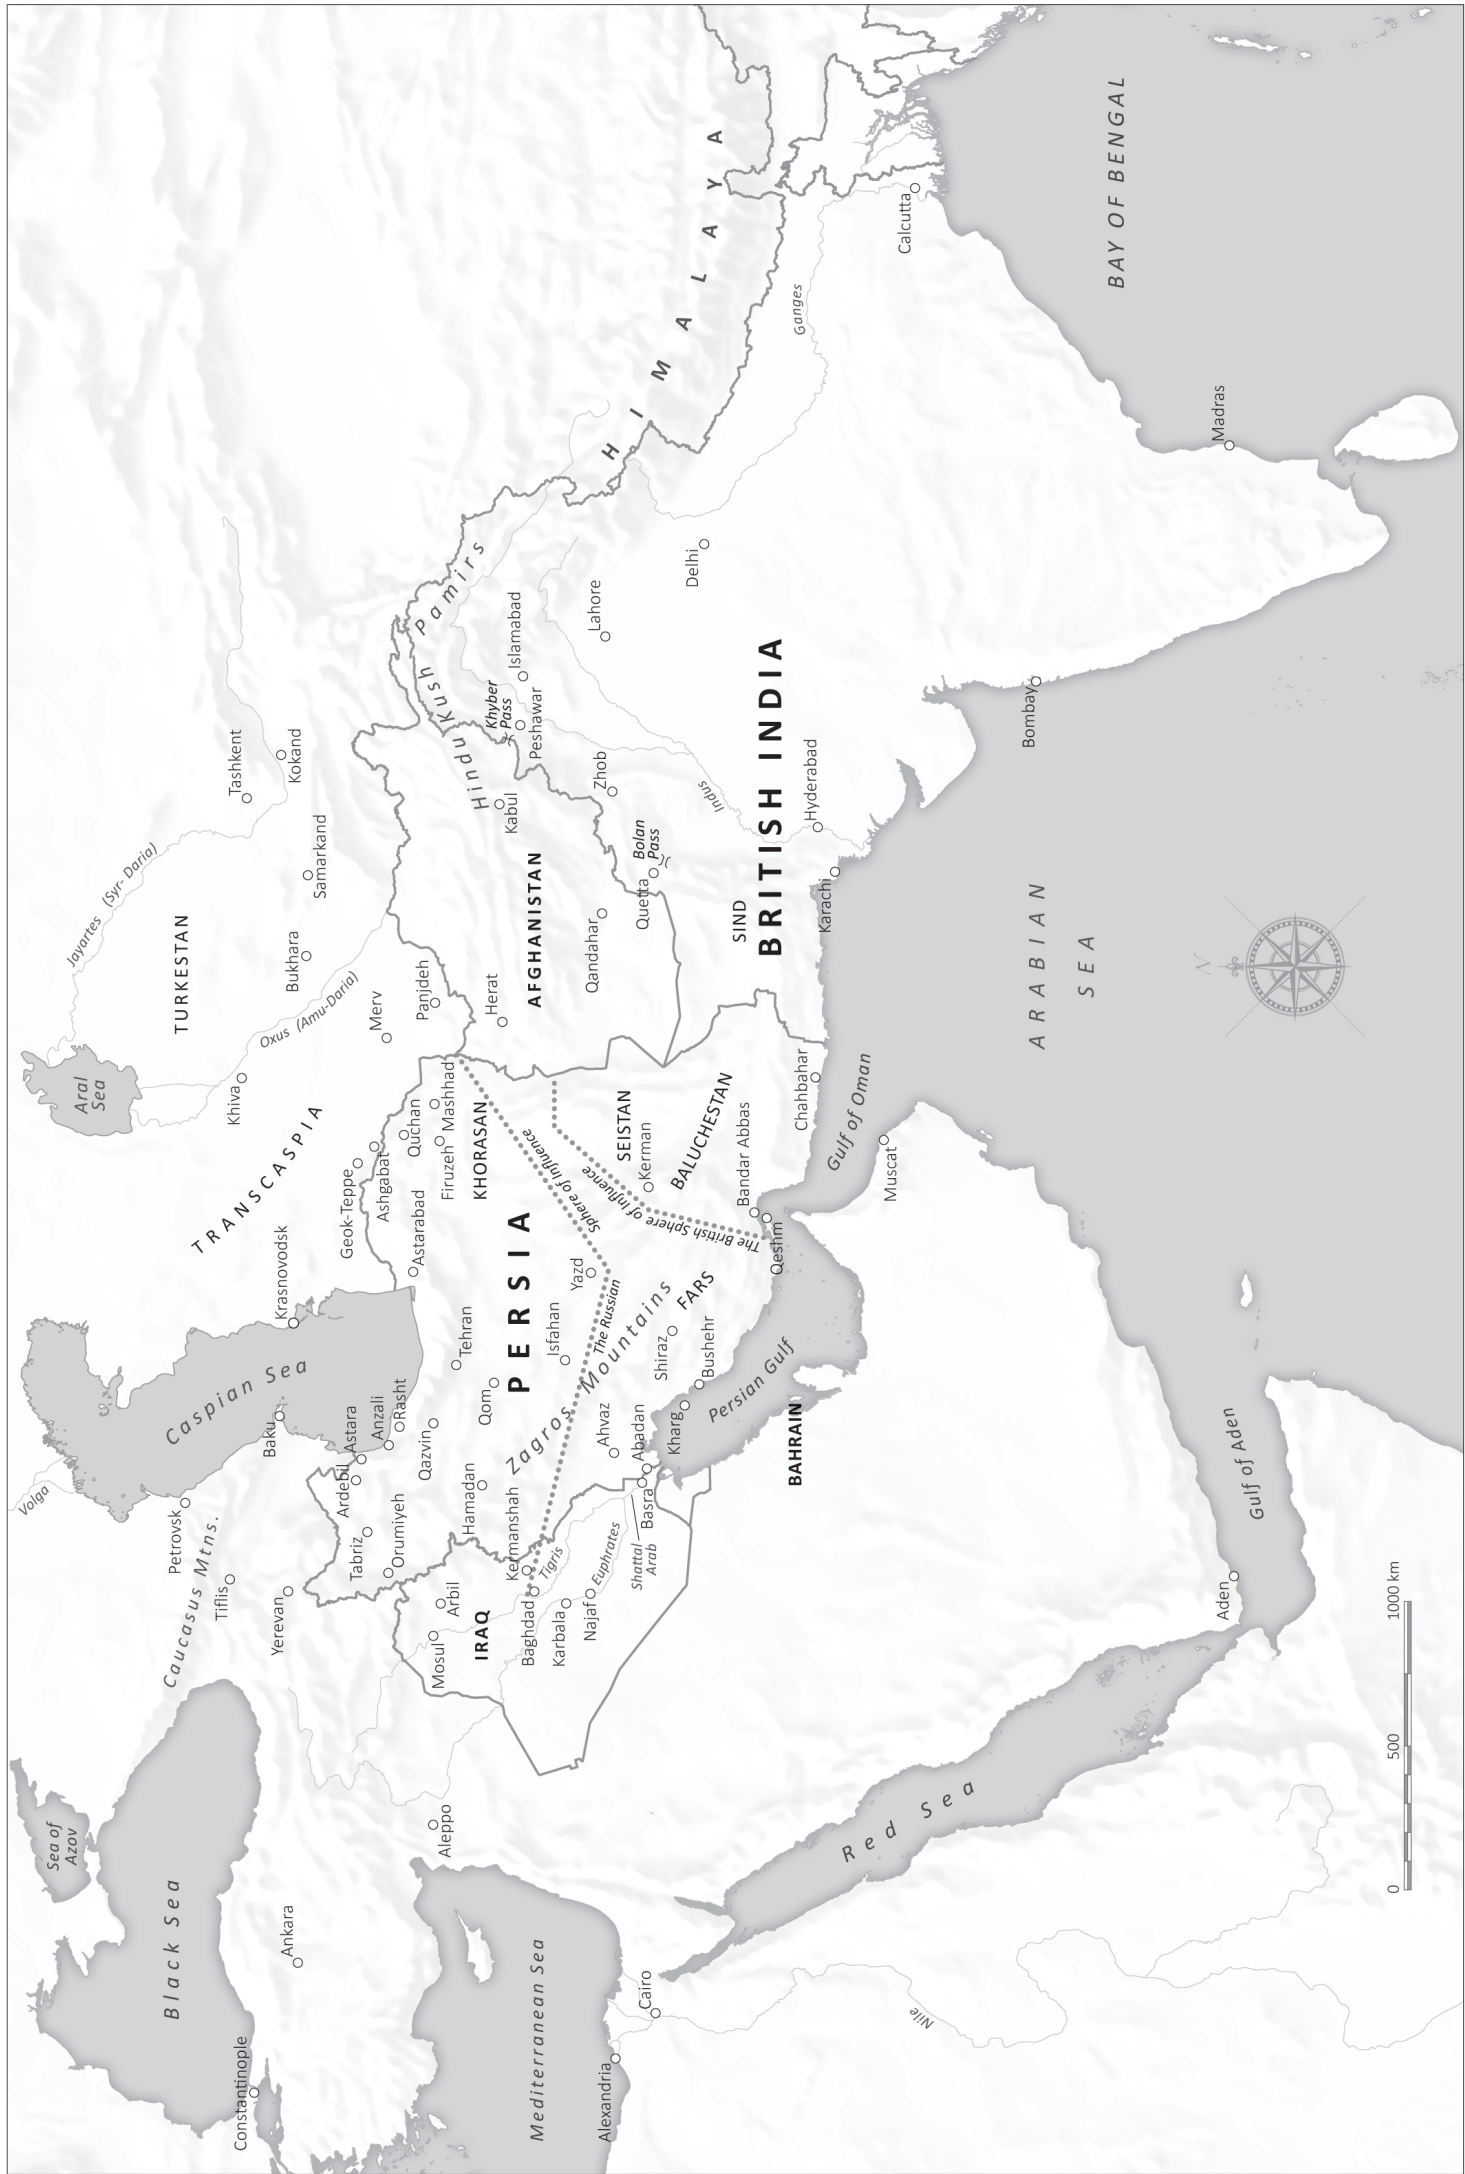 Volga
Sea of
Azov
Black Sea
Constantinople
Ankara
Caucasus Mtns.
Petrovsk
Tiflis
Yerevan
Caspian Sea
Baku
Krasnovodsk
Aral
Sea
TRANSCASPIA
TURKESTAN
Khiva
Jayartes (Syr- Daria)
Oxus (Amu-Daria)
Bukhara
Samarkand
Tashkent
Kokand
Merv
Panjdeh
Geok-Teppe
Ashgabat
Quchan
Firuzeh
Mashhad
Astarabad
KHORASAN
Astara
Ardebil
Anzali
Rasht
Tabriz
Orumiyeh
Qazvin
Tehran
Hamadan
Qom
PERSIA
Kermanshah
Isfahan
Yazd
Zagros Mountains
The Russian
Sphere of Influence
The British Sphere of Influence
SEISTAN
Kerman
BALUCHESTAN
Bandar Abbas
Qeshm
Chahbahar
FARS
Shiraz
Bushehr
Kharg
Ahvaz
Abadan
Basra
Shattal
Arab
Tigris
Euphrates
Mosul
Arbil
IRAQ
Baghdad
Karbala
Najaf
Aleppo
Mediterranean Sea
Alexandria
Cairo
Nile
Red Sea
Persian Gulf
BAHRAIN
Gulf of Oman
Muscat
Aden
Gulf of Aden
Herat
AFGHANISTAN
Qandahar
Kabul
Hindu Kush
Pamirs
Khyber
Pass
Peshawar
Islamabad
Zhob
Bolan
Pass
Quetta
Lahore
Delhi
HIMALAYA
Indus
Ganges
SIND
BRITISH INDIA
Hyderabad
Karachi
Bombay
Calcutta
Madras
BAY OF BENGAL
ARABIAN
SEA
N
0
500
1000 km